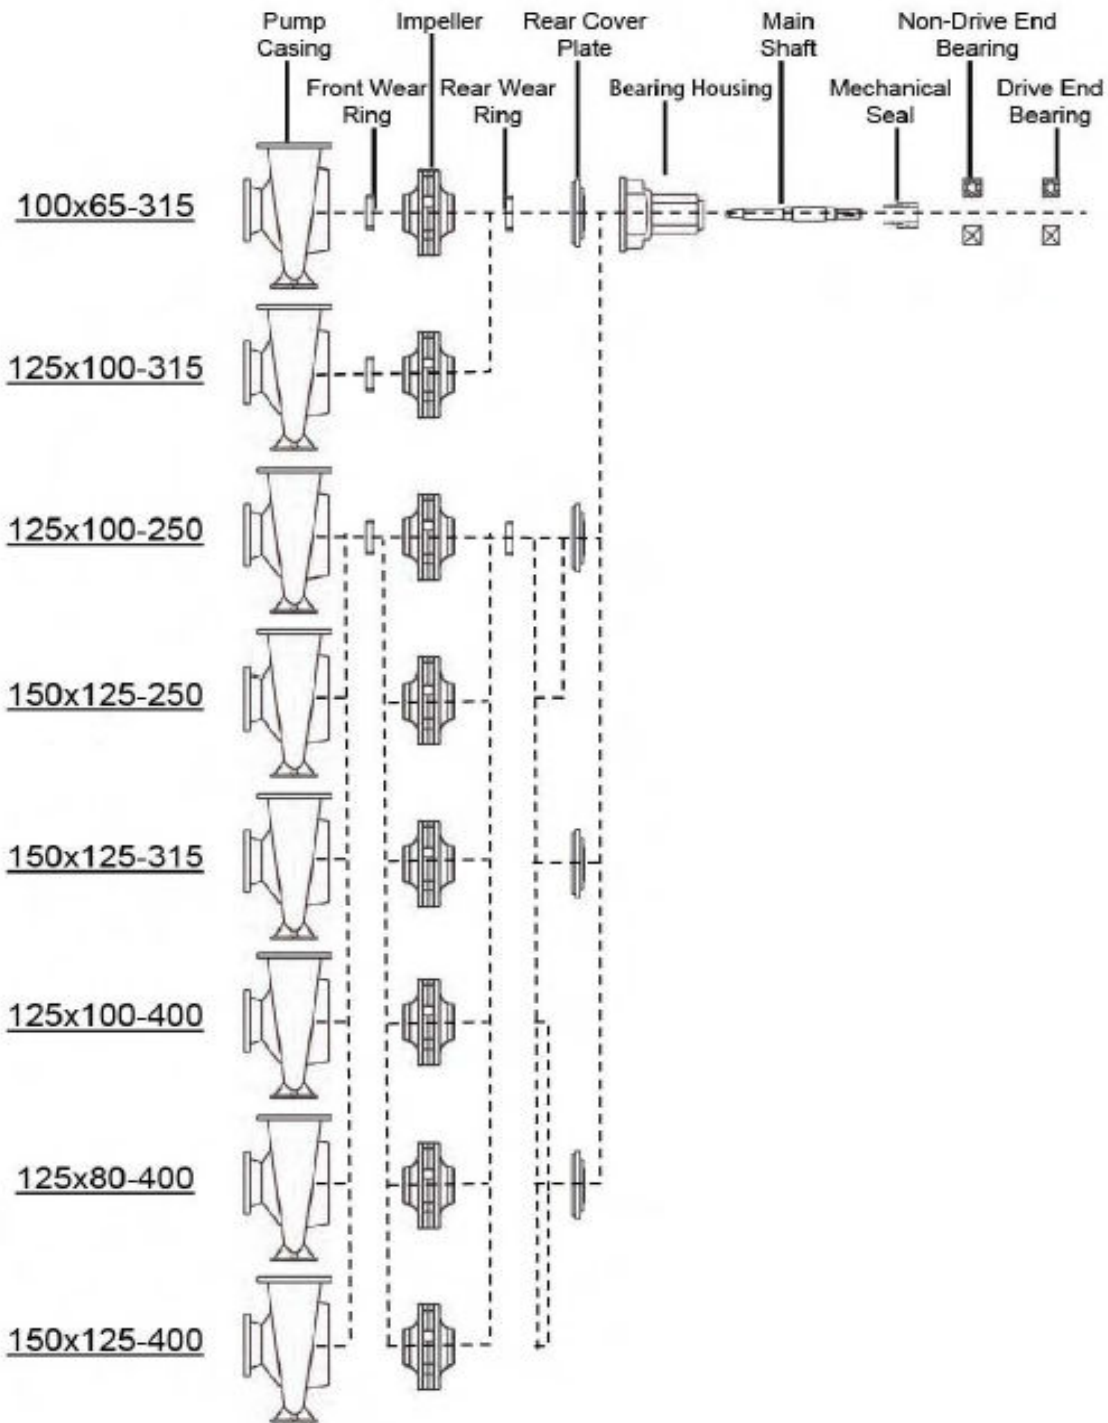 Pump
Casing
Impeller
Rear Cover
Plate
Main
Shaft
Non-Drive End
Bearing
Front Wear
Ring
Rear Wear
Ring
Bearing Housing
Mechanical
Seal
Drive End
Bearing
100x65-315
125x100-315
125x100-250
150x125-250
150x125-315
125x100-400
125x80-400
150x125-400